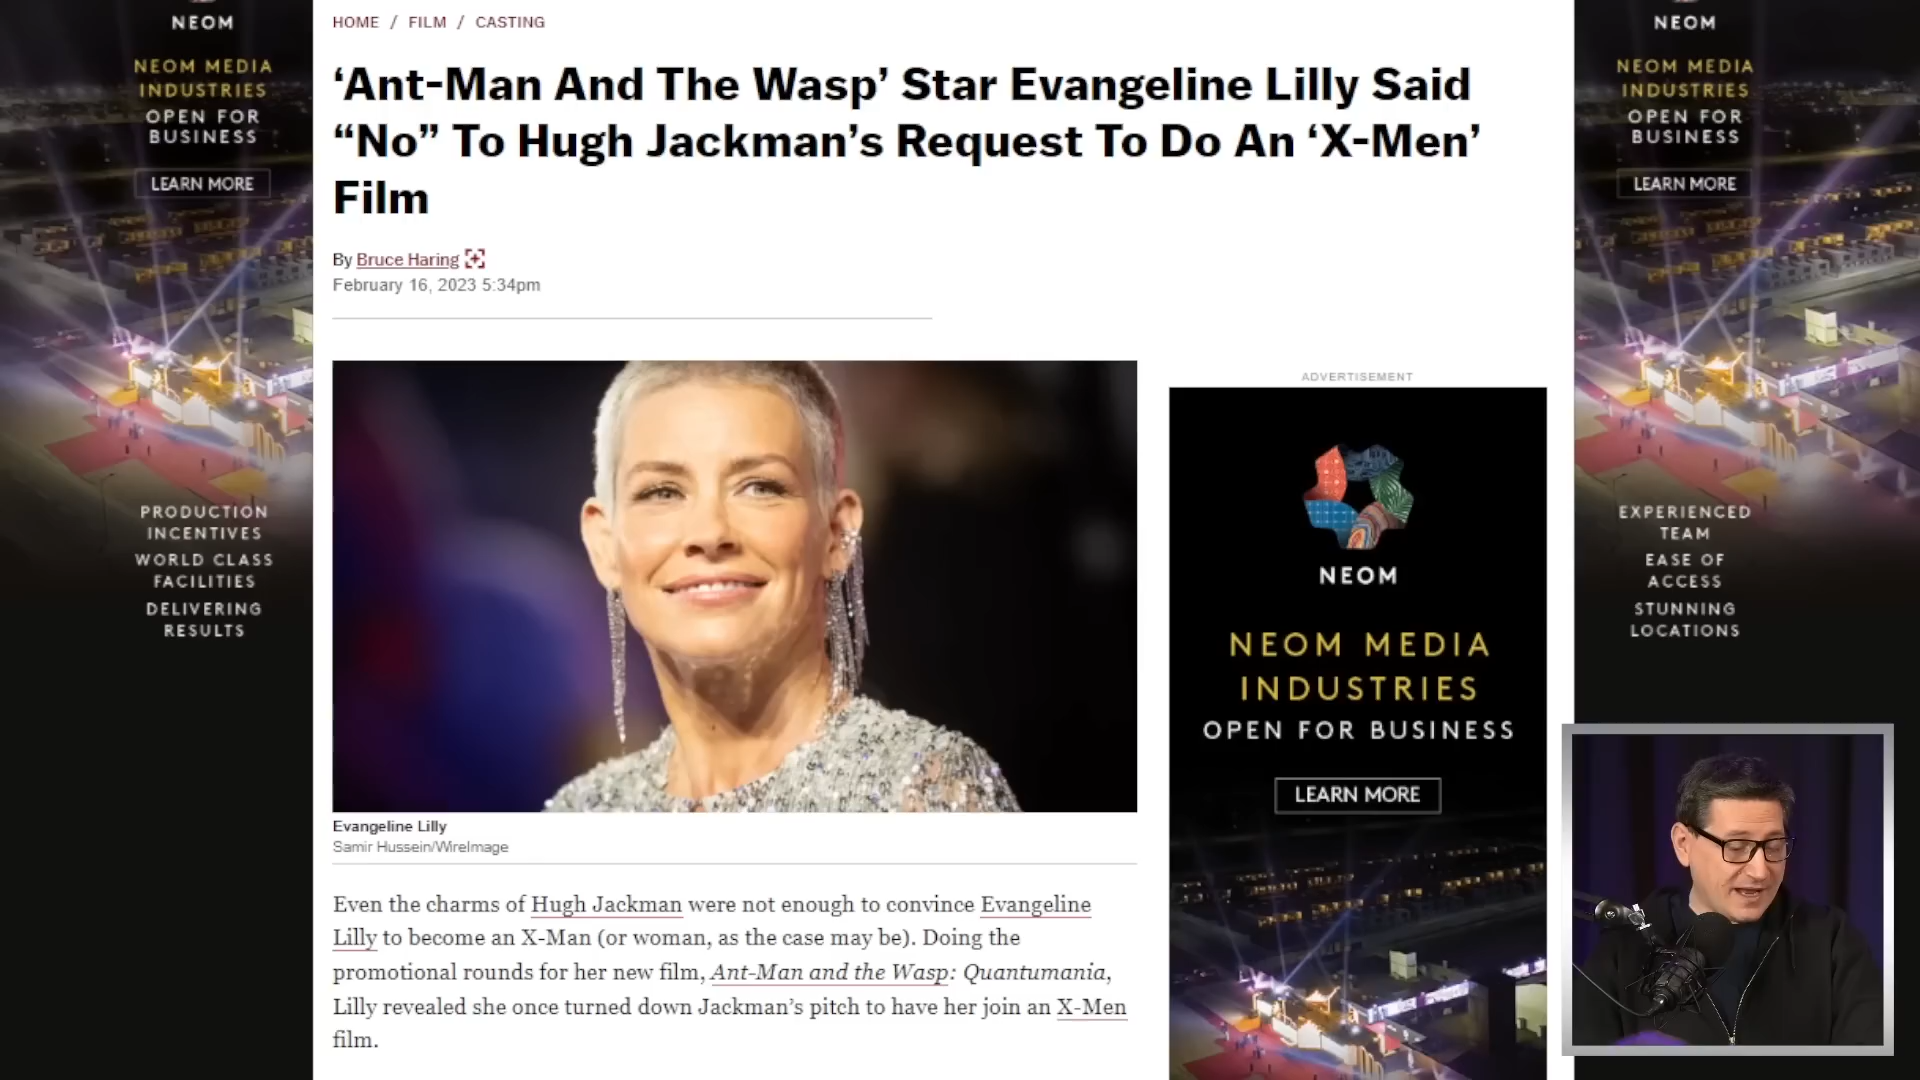 NEOM
NEOM MEDIA
INDUSTRIES
OPEN FOR
BUSINESS
LEARN MORE
PRODUCTION
INCENTIVES
WORLD CLASS
FACILITIES
DELIVERING
RESULTS
HOME / FILM / CASTING
‘Ant-Man And The Wasp’ Star Evangeline Lilly Said
“No” To Hugh Jackman’s Request To Do An ‘X-Men’
Film
By Bruce Haring
February 16, 2023 5:34pm
Evangeline Lilly
Samir Hussein/WireImage
Even the charms of Hugh Jackman were not enough to convince Evangeline
Lilly to become an X-Man (or woman, as the case may be). Doing the
promotional rounds for her new film, Ant-Man and the Wasp: Quantumania,
Lilly revealed she once turned down Jackman’s pitch to have her join an X-Men
film.
ADVERTISEMENT
NEOM
NEOM MEDIA
INDUSTRIES
OPEN FOR BUSINESS
LEARN MORE
NEOM
NEOM MEDIA
INDUSTRIES
OPEN FOR
BUSINESS
LEARN MORE
EXPERIENCED
TEAM
EASE OF
ACCESS
STUNNING
LOCATIONS